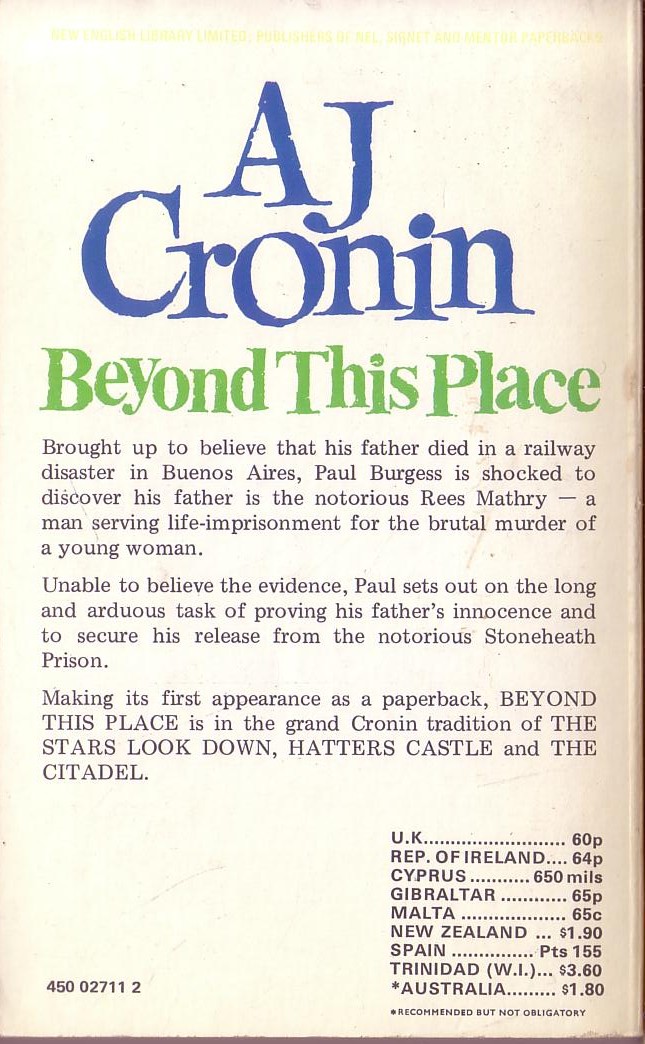 NEW ENGLISH LIBRARY LIMITED, PUBLISHERS OF NEL, SIGNET AND MENTOR PAPERBACKS
AJ
Cronin
Beyond This Place
Brought up to believe that his father died in a railway
disaster in Buenos Aires, Paul Burgess is shocked to
discover his father is the notorious Rees Mathry — a
man serving life-imprisonment for the brutal murder of
a young woman.
Unable to believe the evidence, Paul sets out on the long
and arduous task of proving his father's innocence and
to secure his release from the notorious Stoneheath
Prison.
Making its first appearance as a paperback, BEYOND
THIS PLACE is in the grand Cronin tradition of THE
STARS LOOK DOWN, HATTERS CASTLE and THE
CITADEL.
U.K.......................... 60p
REP. OF IRELAND.... 64p
CYPRUS ........... 650 mils
GIBRALTAR ............ 65p
MALTA ................... 65c
NEW ZEALAND ... $1.90
SPAIN ............... Pts 155
TRINIDAD (W.I.)... $3.60
*AUSTRALIA......... $1.80
*RECOMMENDED BUT NOT OBLIGATORY
450 02711 2